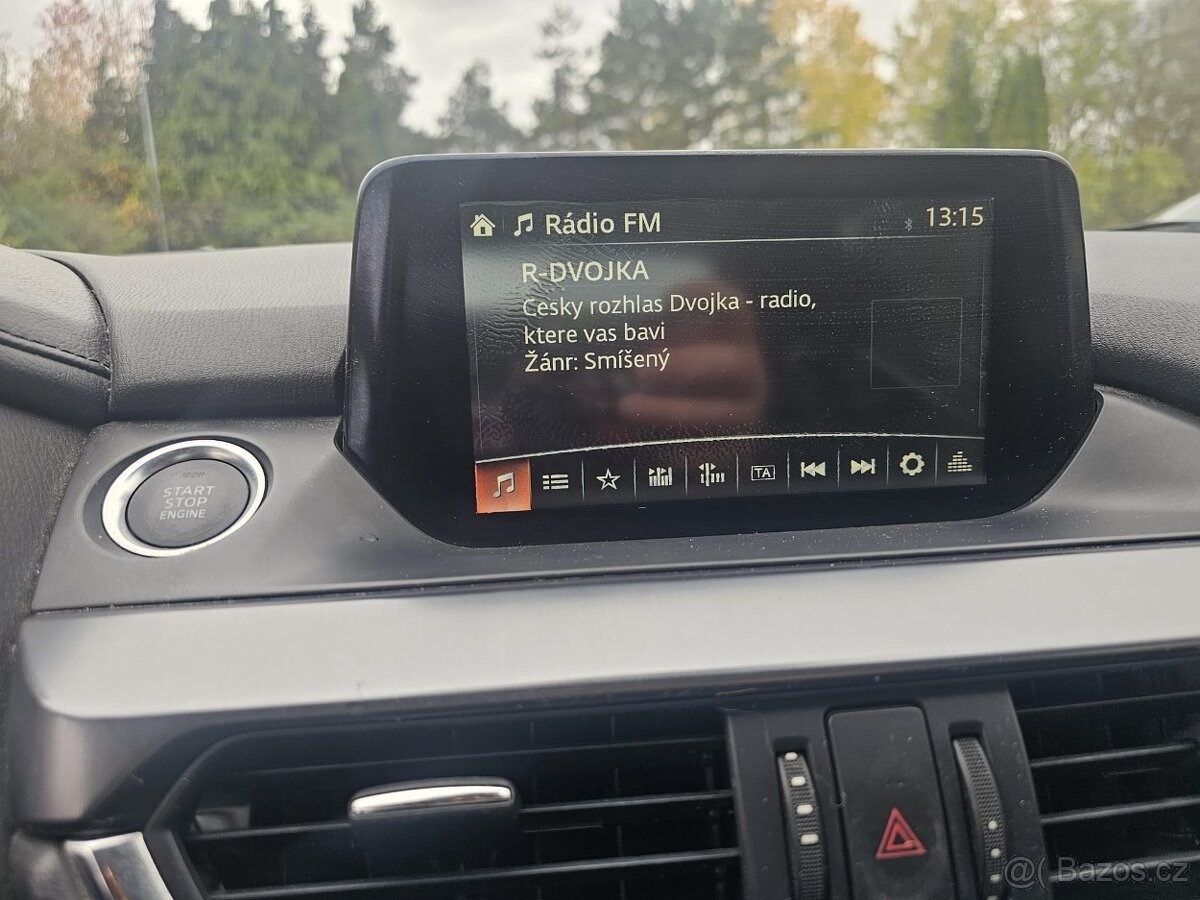 Rádio FM
13:15
R-DVOJKA
Cesky rozhlas Dvojka - radio,
ktere vas bavi
Žánr: Smíšený
TA
START
STOP
ENGINE
@( Bazos.cz